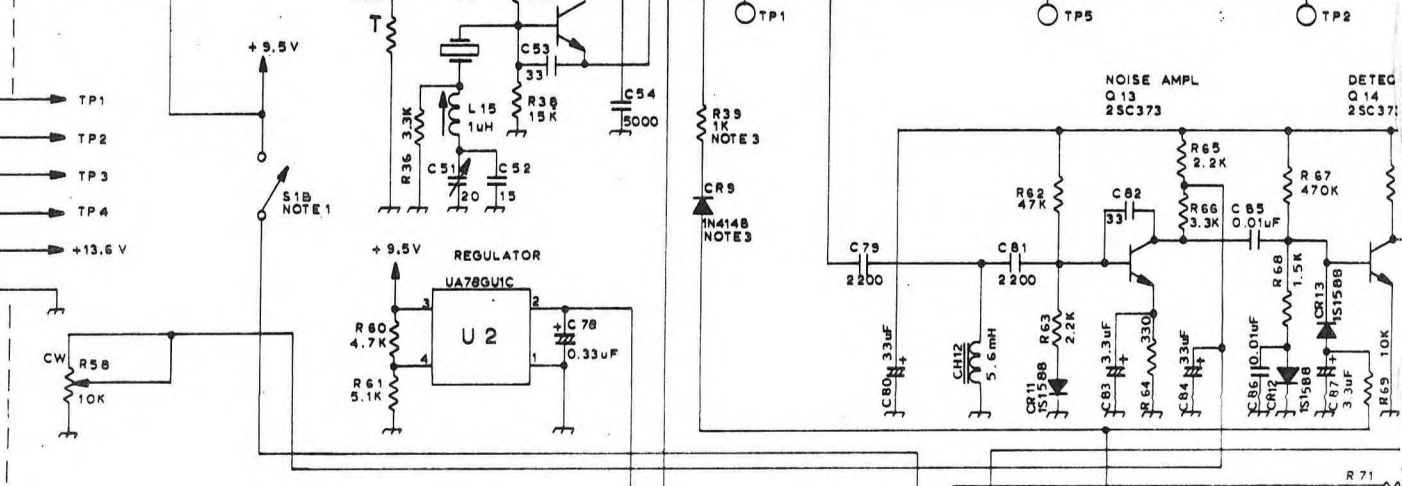 TP1
TP5
TP2
T
+9.5V
C53
33
NOISE AMPL
Q13
2SC373
Q14
2SC37
TP1
TP2
TP3
TP4
+13.6 V
R36
3.3K
L15
1uH
R38
15K
C54
5000
R39
1K
NOTE3
C51
20
C52
15
S1B
NOTE1
CR9
1N4148
NOTE3
R62
47K
C82
33
R65
2.2K
R66
3.3K
C85
0.01uF
R67
470K
+9.5V
REGULATOR
UA78GU1C
3
2
4
1
U2
C78
0.33uF
R60
4.7K
R61
5.1K
C79
2200
C81
2200
R68
1.5K
CR13
1S1588
CW
R58
10K
C80
33uF
CH12
5.6mH
R63
2.2K
CR11
1S1588
C83
3.3uF
R64
330
C84
33uF
C86
0.01uF
CR12
1S1588
C87
3.3uF
R69
10K
R71